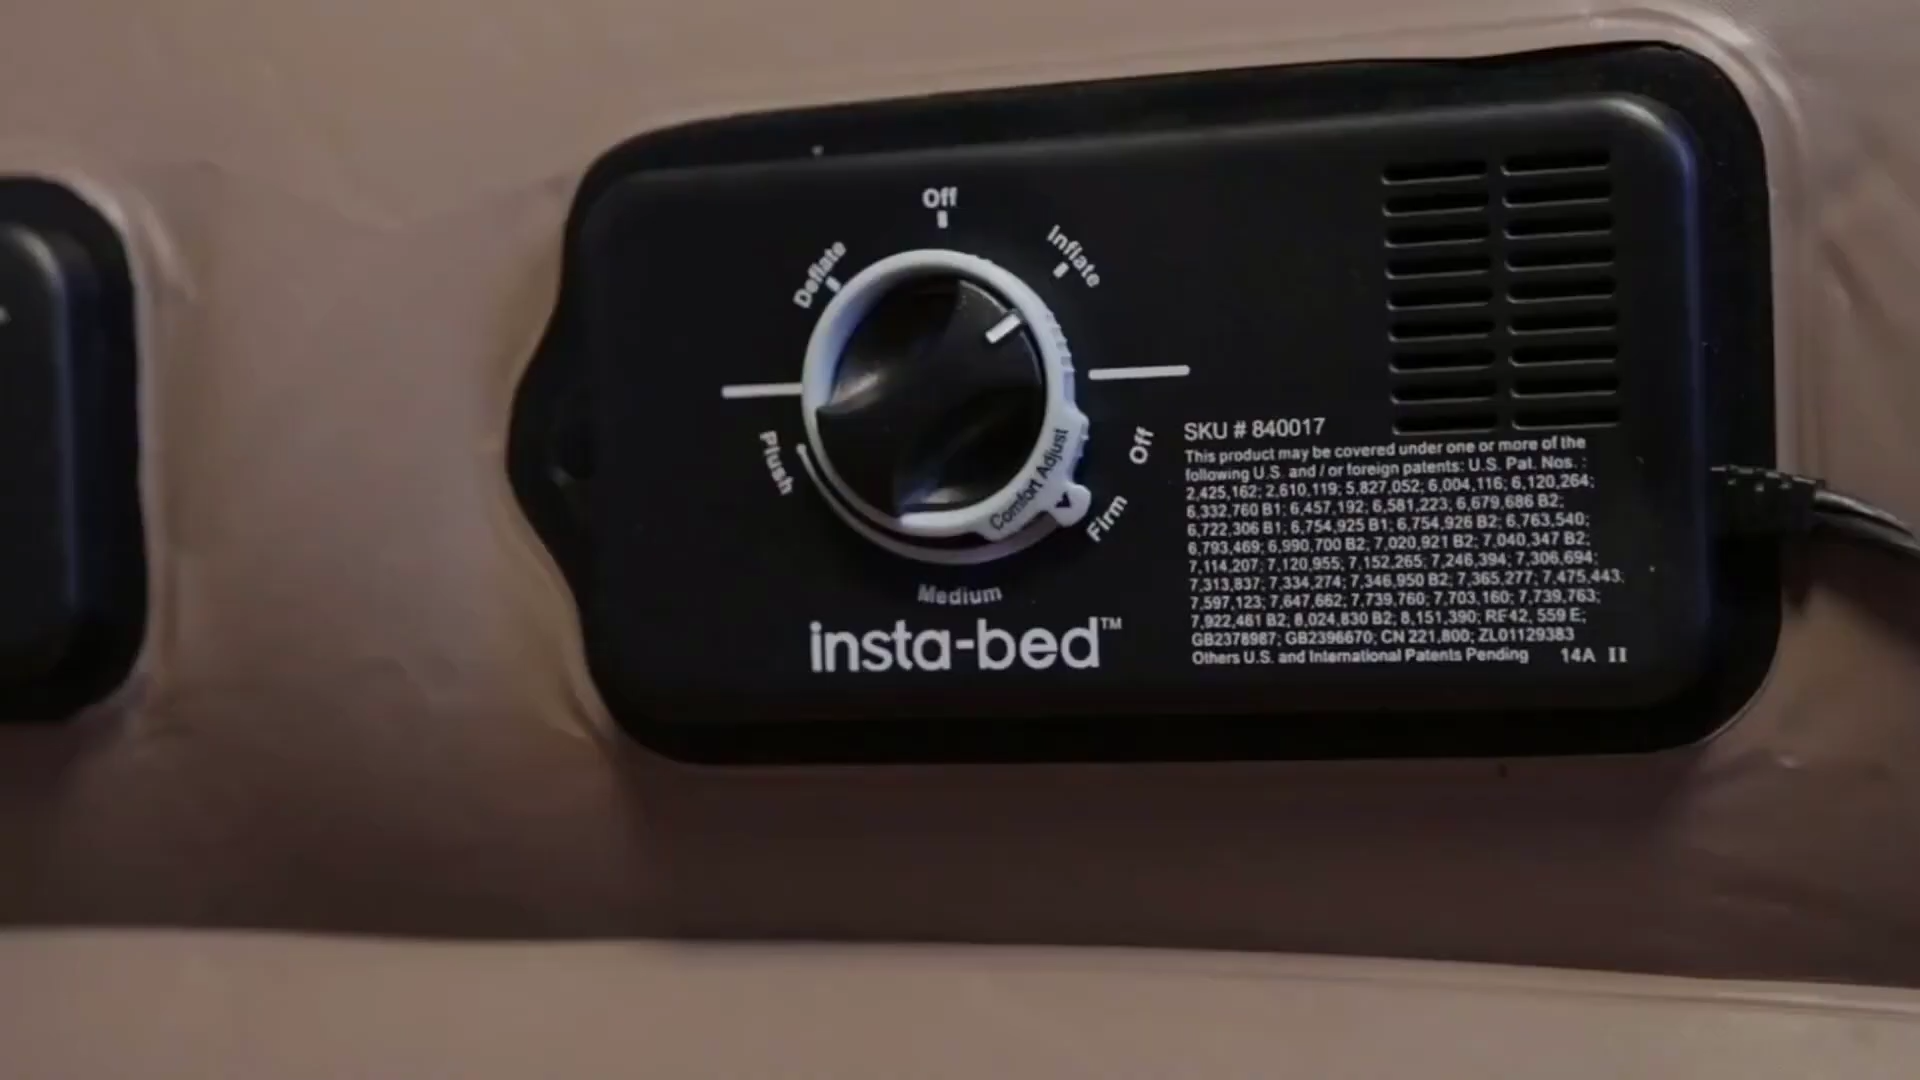 Off
Deflate
Inflate
Plush
Off
Comfort Adjust
Firm
Medium
insta-bed™
SKU # 840017
This product may be covered under one or more of the
following U.S. and / or foreign patents: U.S. Pat. Nos. :
2,425,162; 2,610,119; 5,827,052; 6,004,116; 6,120,264;
6,332,760 B1; 6,457,192; 6,581,223; 6,679,686 B2;
6,722,306 B1; 6,754,925 B1; 6,754,926 B2; 6,763,540;
6,793,469; 6,990,700 B2; 7,020,921 B2; 7,040,347 B2;
7,114,207; 7,120,955; 7,152,265; 7,246,394; 7,306,694;
7,313,837; 7,334,274; 7,346,950 B2; 7,365,277; 7,475,443;
7,597,123; 7,647,662; 7,739,760; 7,703,160; 7,739,763;
7,922,461 B2, 8,024,830 B2; 8,151,390; RF42, 559 E;
GB2378987; GB2396670; CN 221,800; ZL01129383
Others U.S. and International Patents Pending 14A II